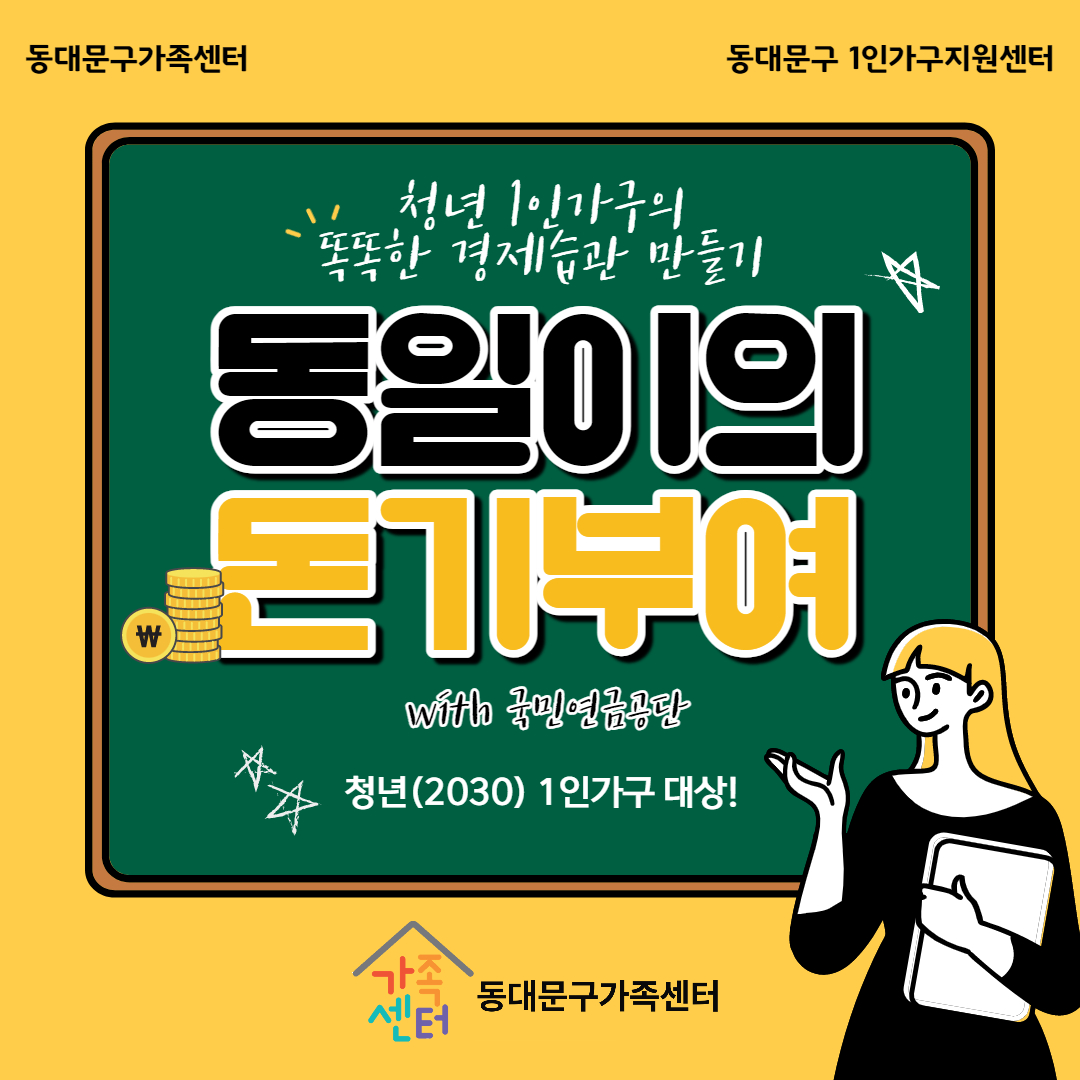 동대문구가족센터
동대문구 1인가구지원센터
청년 1인가구의
똑똑한 경제습관 만들기
동일이의
돈기부여
₩
with 국민연금공단
청년(2030) 1인가구 대상!
가족
센터
동대문구가족센터